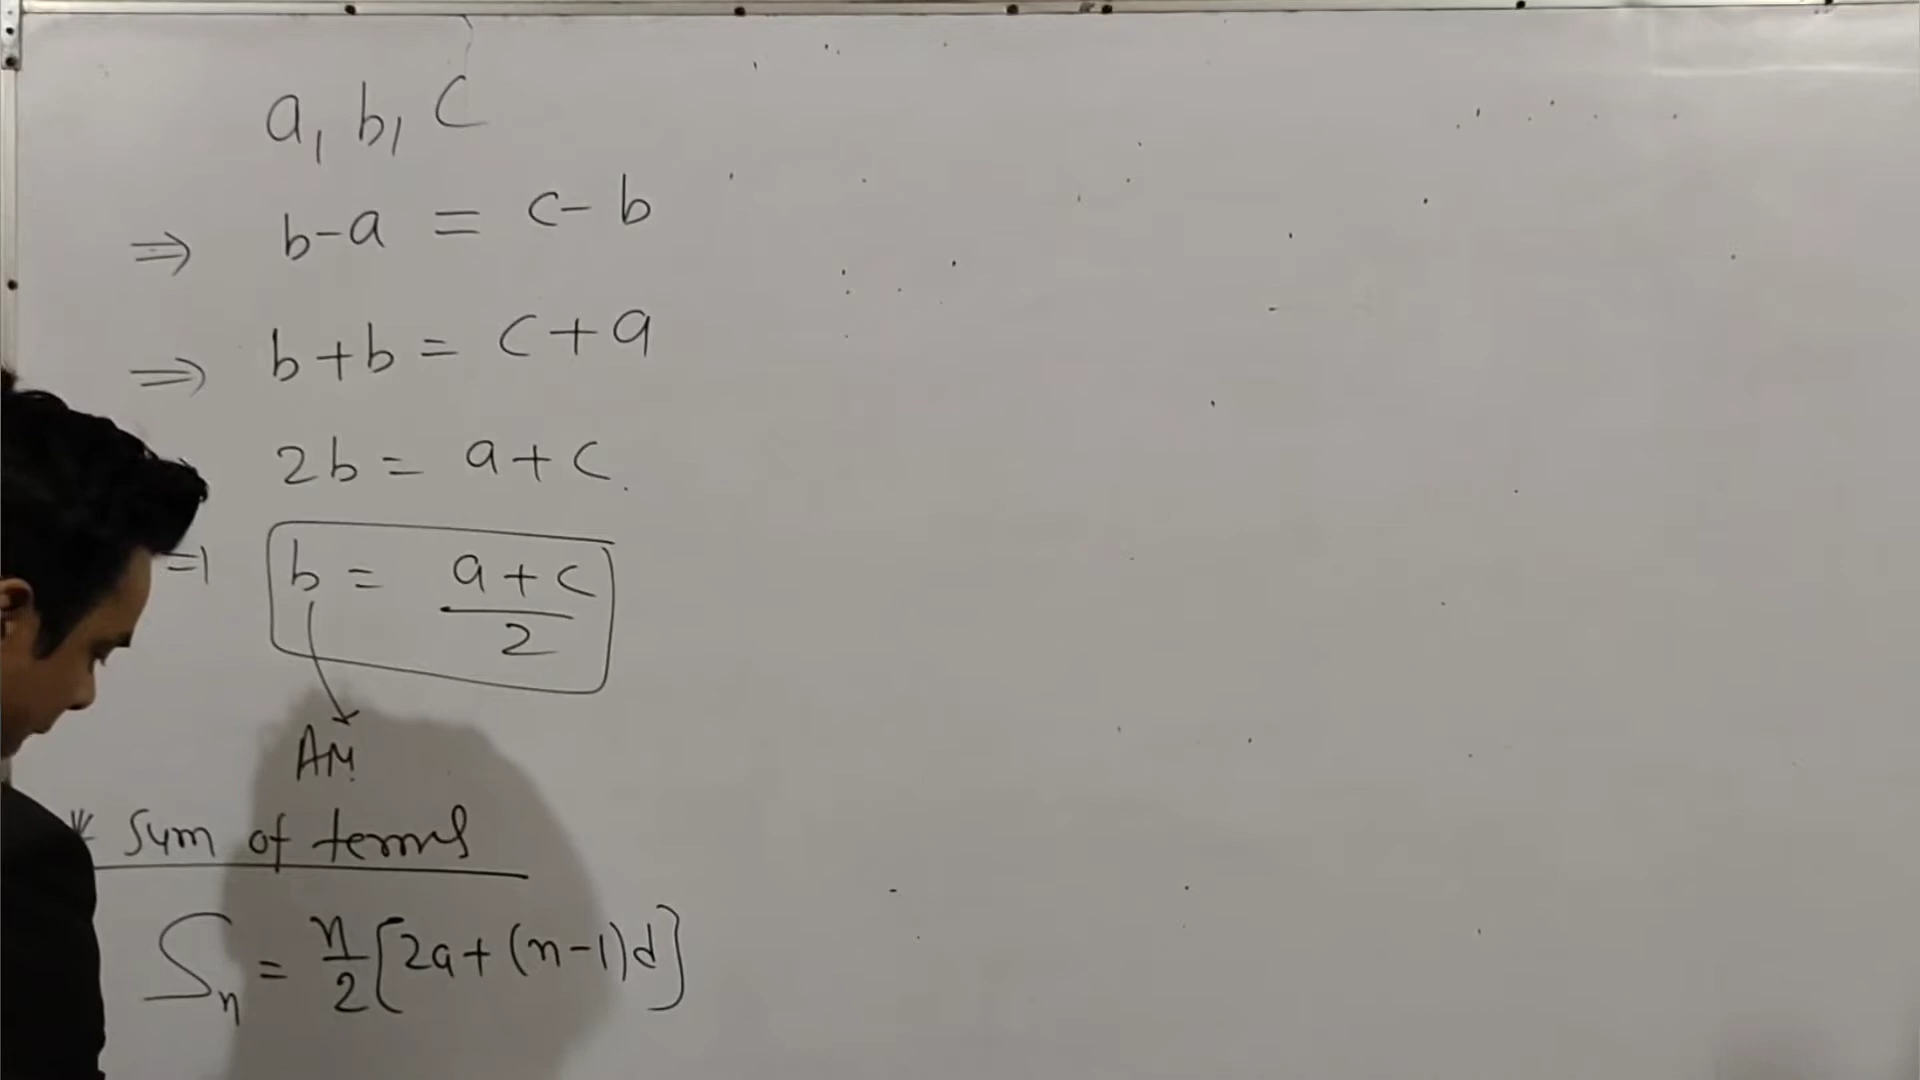 a, b, c
⇒ b-a = c-b
⇒ b+b = c+a
2b = a+c
⇒ b = a+c/2
AM
* Sum of terms
Sn = n/2[2a+(n-1)d]